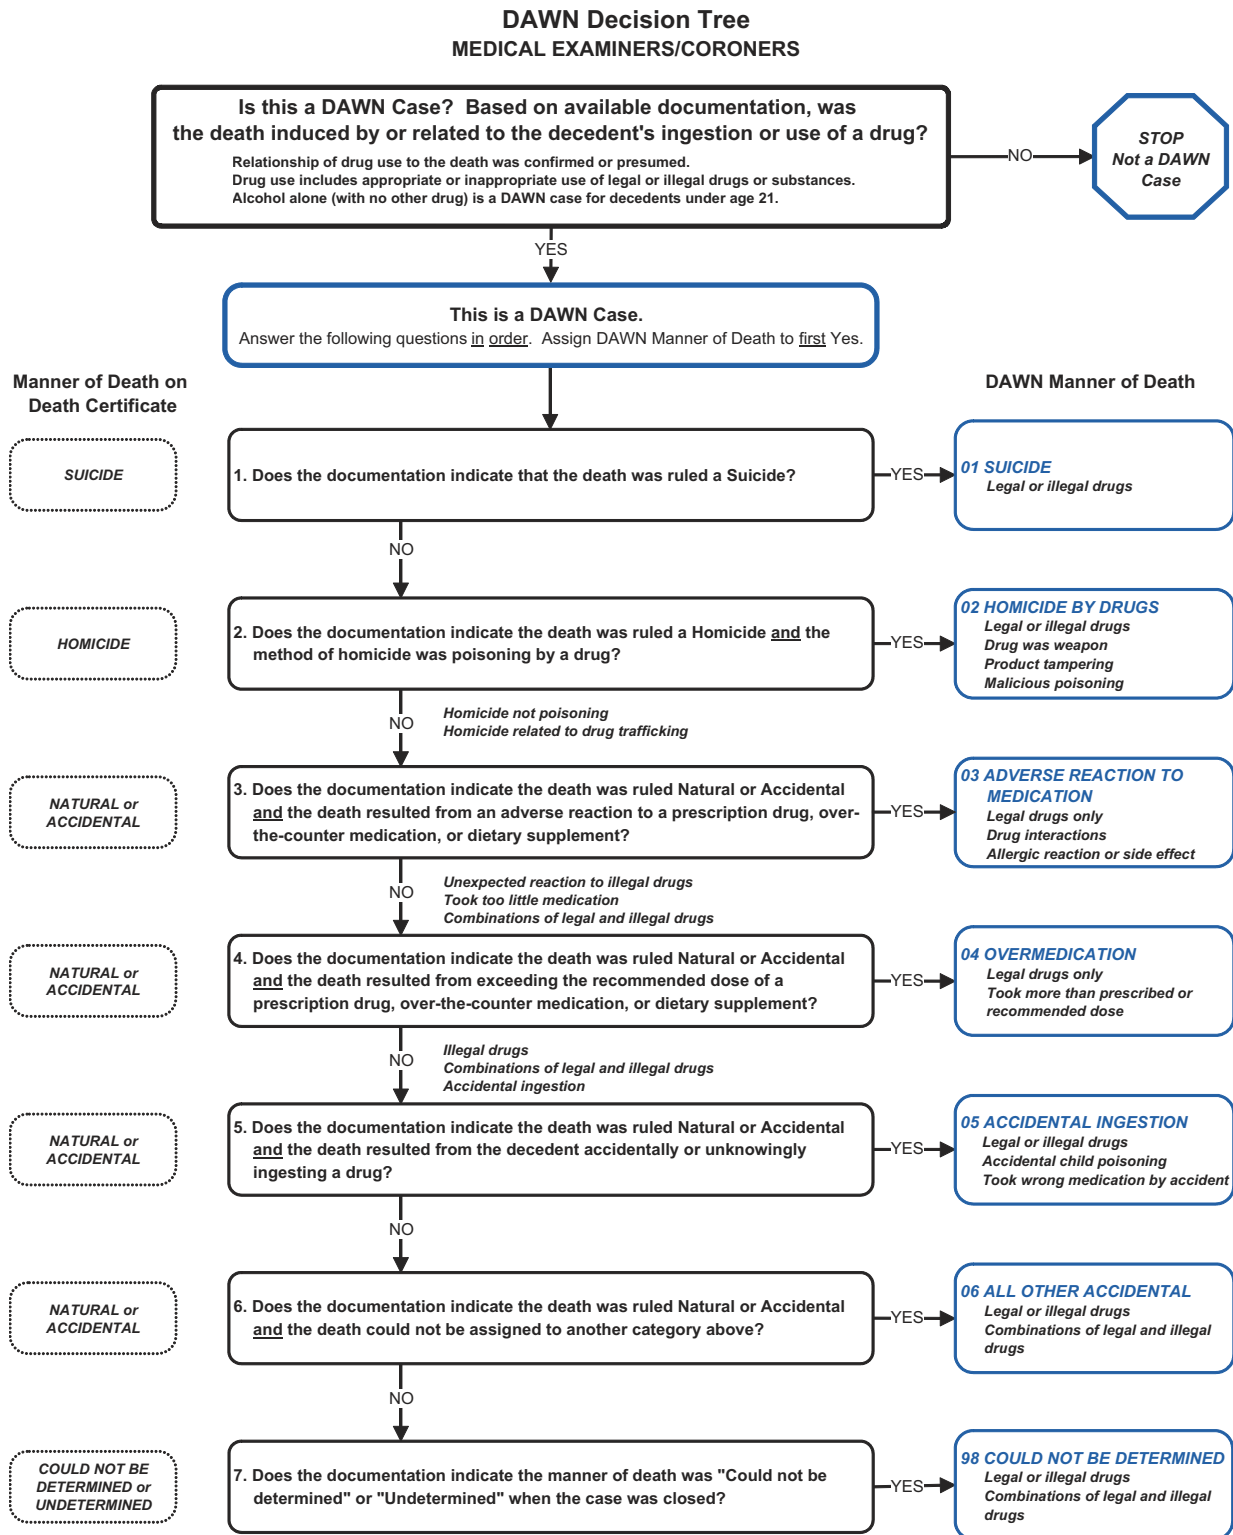 DAWN Decision Tree
MEDICAL EXAMINERS/CORONERS
Is this a DAWN Case?  Based on available documentation, was
the death induced by or related to the decedent's ingestion or use of a drug?
Relationship of drug use to the death was confirmed or presumed.
Drug use includes appropriate or inappropriate use of legal or illegal drugs or substances.
Alcohol alone (with no other drug) is a DAWN case for decedents under age 21.
NO
STOP
Not a DAWN
Case
YES
This is a DAWN Case.
Answer the following questions in order.  Assign DAWN Manner of Death to first Yes.
Manner of Death on
Death Certificate
DAWN Manner of Death
SUICIDE
1. Does the documentation indicate that the death was ruled a Suicide?
YES
01 SUICIDE
Legal or illegal drugs
NO
HOMICIDE
2. Does the documentation indicate the death was ruled a Homicide and the
method of homicide was poisoning by a drug?
YES
02 HOMICIDE BY DRUGS
Legal or illegal drugs
Drug was weapon
Product tampering
Malicious poisoning
NO
Homicide not poisoning
Homicide related to drug trafficking
NATURAL or
ACCIDENTAL
3. Does the documentation indicate the death was ruled Natural or Accidental
and the death resulted from an adverse reaction to a prescription drug, over-
the-counter medication, or dietary supplement?
YES
03 ADVERSE REACTION TO
MEDICATION
Legal drugs only
Drug interactions
Allergic reaction or side effect
NO
Unexpected reaction to illegal drugs
Took too little medication
Combinations of legal and illegal drugs
NATURAL or
ACCIDENTAL
4. Does the documentation indicate the death was ruled Natural or Accidental
and the death resulted from exceeding the recommended dose of a
prescription drug, over-the-counter medication, or dietary supplement?
YES
04 OVERMEDICATION
Legal drugs only
Took more than prescribed or
recommended dose
NO
Illegal drugs
Combinations of legal and illegal drugs
Accidental ingestion
NATURAL or
ACCIDENTAL
5. Does the documentation indicate the death was ruled Natural or Accidental
and the death resulted from the decedent accidentally or unknowingly
ingesting a drug?
YES
05 ACCIDENTAL INGESTION
Legal or illegal drugs
Accidental child poisoning
Took wrong medication by accident
NO
NATURAL or
ACCIDENTAL
6. Does the documentation indicate the death was ruled Natural or Accidental
and the death could not be assigned to another category above?
YES
06 ALL OTHER ACCIDENTAL
Legal or illegal drugs
Combinations of legal and illegal
drugs
NO
COULD NOT BE
DETERMINED or
UNDETERMINED
7. Does the documentation indicate the manner of death was "Could not be
determined" or "Undetermined" when the case was closed?
YES
98 COULD NOT BE DETERMINED
Legal or illegal drugs
Combinations of legal and illegal
drugs